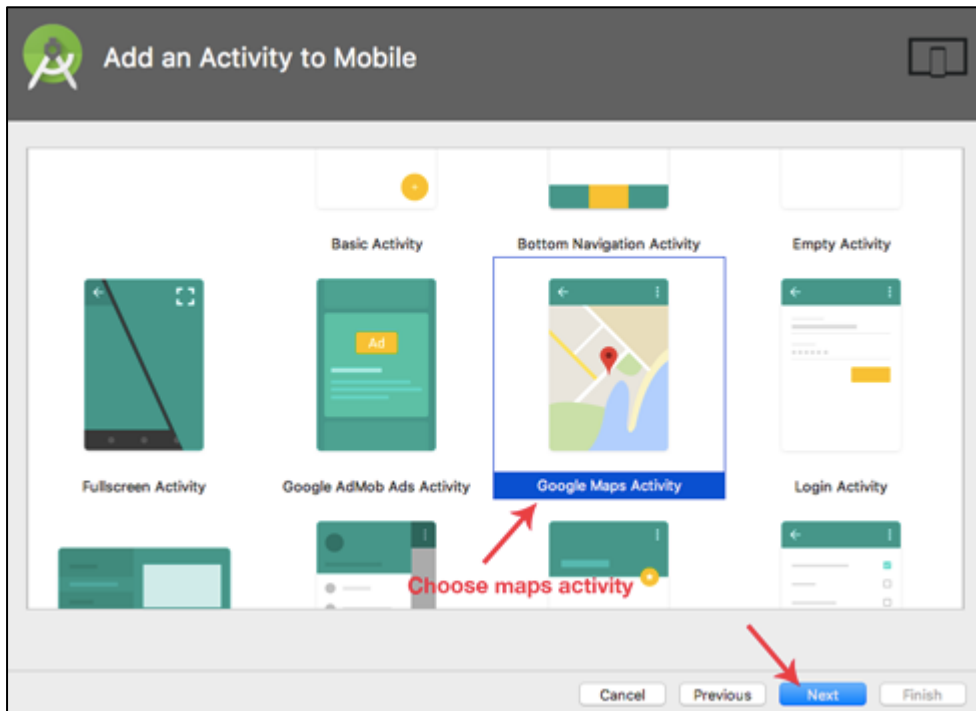 Add an Activity to Mobile
Basic Activity
Bottom Navigation Activity
Empty Activity
Ad
Fullscreen Activity
Google AdMob Ads Activity
Google Maps Activity
Login Activity
Choose maps activity
Cancel
Previous
Next
Finish